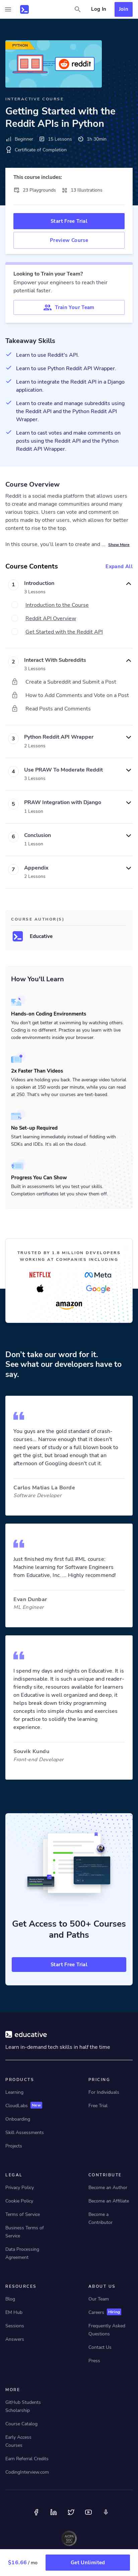 Log In
Join
PYTHON
reddit
INTERACTIVE COURSE
Getting Started with the
Reddit APIs in Python
Beginner
15 Lessons
1h 30min
Certificate of Completion
This course includes:
23 Playgrounds
13 Illustrations
Start Free Trial
Preview Course
Looking to Train Your Team?
Empower your engineers to reach their
potential faster.
Train Your Team
Takeaway Skills
Learn to use Reddit's API.
Learn to use Python Reddit API Wrapper.
Learn to integrate the Reddit API in a Django
application.
Learn to create and manage subreddits using
the Reddit API and the Python Reddit API
Wrapper.
Learn to cast votes and make comments on
posts using the Reddit API and the Python
Reddit API Wrapper.
Course Overview
Reddit is a social media platform that allows users
to create and manage communities around various
topics. Users can upload content and comment on
posts made by other users, which also allows for
direct conversation around a specific point of interest
to the user.
In this course, you'll learn to create and ... Show More
Course Contents
Expand All
1
Introduction
3 Lessons
Introduction to the Course
Reddit API Overview
Get Started with the Reddit API
2
Interact With Subreddits
3 Lessons
Create a Subreddit and Submit a Post
How to Add Comments and Vote on a Post
Read Posts and Comments
3
Python Reddit API Wrapper
2 Lessons
4
Use PRAW To Moderate Reddit
3 Lessons
5
PRAW Integration with Django
1 Lesson
6
Conclusion
1 Lesson
7
Appendix
2 Lessons
COURSE AUTHOR(S)
Educative
How You'll Learn
Hands-on Coding Environments
You don't get better at swimming by watching others.
Coding is no different. Practice as you learn with live
code environments inside your browser.
2x Faster Than Videos
Videos are holding you back. The average video tutorial
is spoken at 150 words per minute, while you can read
at 250. That's why our courses are text-based.
No Set-up Required
Start learning immediately instead of fiddling with
SDKs and IDEs. It's all on the cloud.
Progress You Can Show
Built in assessments let you test your skills.
Completion certificates let you show them off.
TRUSTED BY 1.8 MILLION DEVELOPERS
WORKING AT COMPANIES INCLUDING
NETFLIX
Meta
Google
amazon
Don't take our word for it.
See what our developers have to
say.
You guys are the gold standard of crash-
courses... Narrow enough that it doesn't
need years of study or a full blown book to
get the gist, but broad enough that an
afternoon of Googling doesn't cut it.
Carlos Matias La Borde
Software Developer
Just finished my first full #ML course:
Machine learning for Software Engineers
from Educative, Inc. ... Highly recommend!
Evan Dunbar
ML Engineer
I spend my days and nights on Educative. It
is indispensable. It is such a unique and
reader-friendly site, resources available for learners
on Educative is well organized and deep, it
presents complex programming
into simple chunks and also exercises
continuous practice to solidify the learning
experience.
Souvik Kundu
Front-end Developer
Get Access to 500+ Courses
and Paths
Start Free Trial
educative
Learn in-demand tech skills in half the time
PRODUCTS
Learning
CloudLabs New
Onboarding
Skill Assessments
Projects
PRICING
For Individuals
Free Trial
LEGAL
Privacy Policy
Cookie Policy
Terms of Service
Business Terms of
Service
Data Processing
Agreement
CONTRIBUTE
Become an Author
Become an Affiliate
Become a
Contributor
RESOURCES
Blog
EM Hub
Sessions
Answers
ABOUT US
Our Team
Careers Hiring
Frequently Asked
Questions
Contact Us
Press
MORE
GitHub Students
Scholarship
Course Catalog
Early Access
Courses
Earn Referral Credits
CodingInterview.com
$16.66 / mo
Get Unlimited